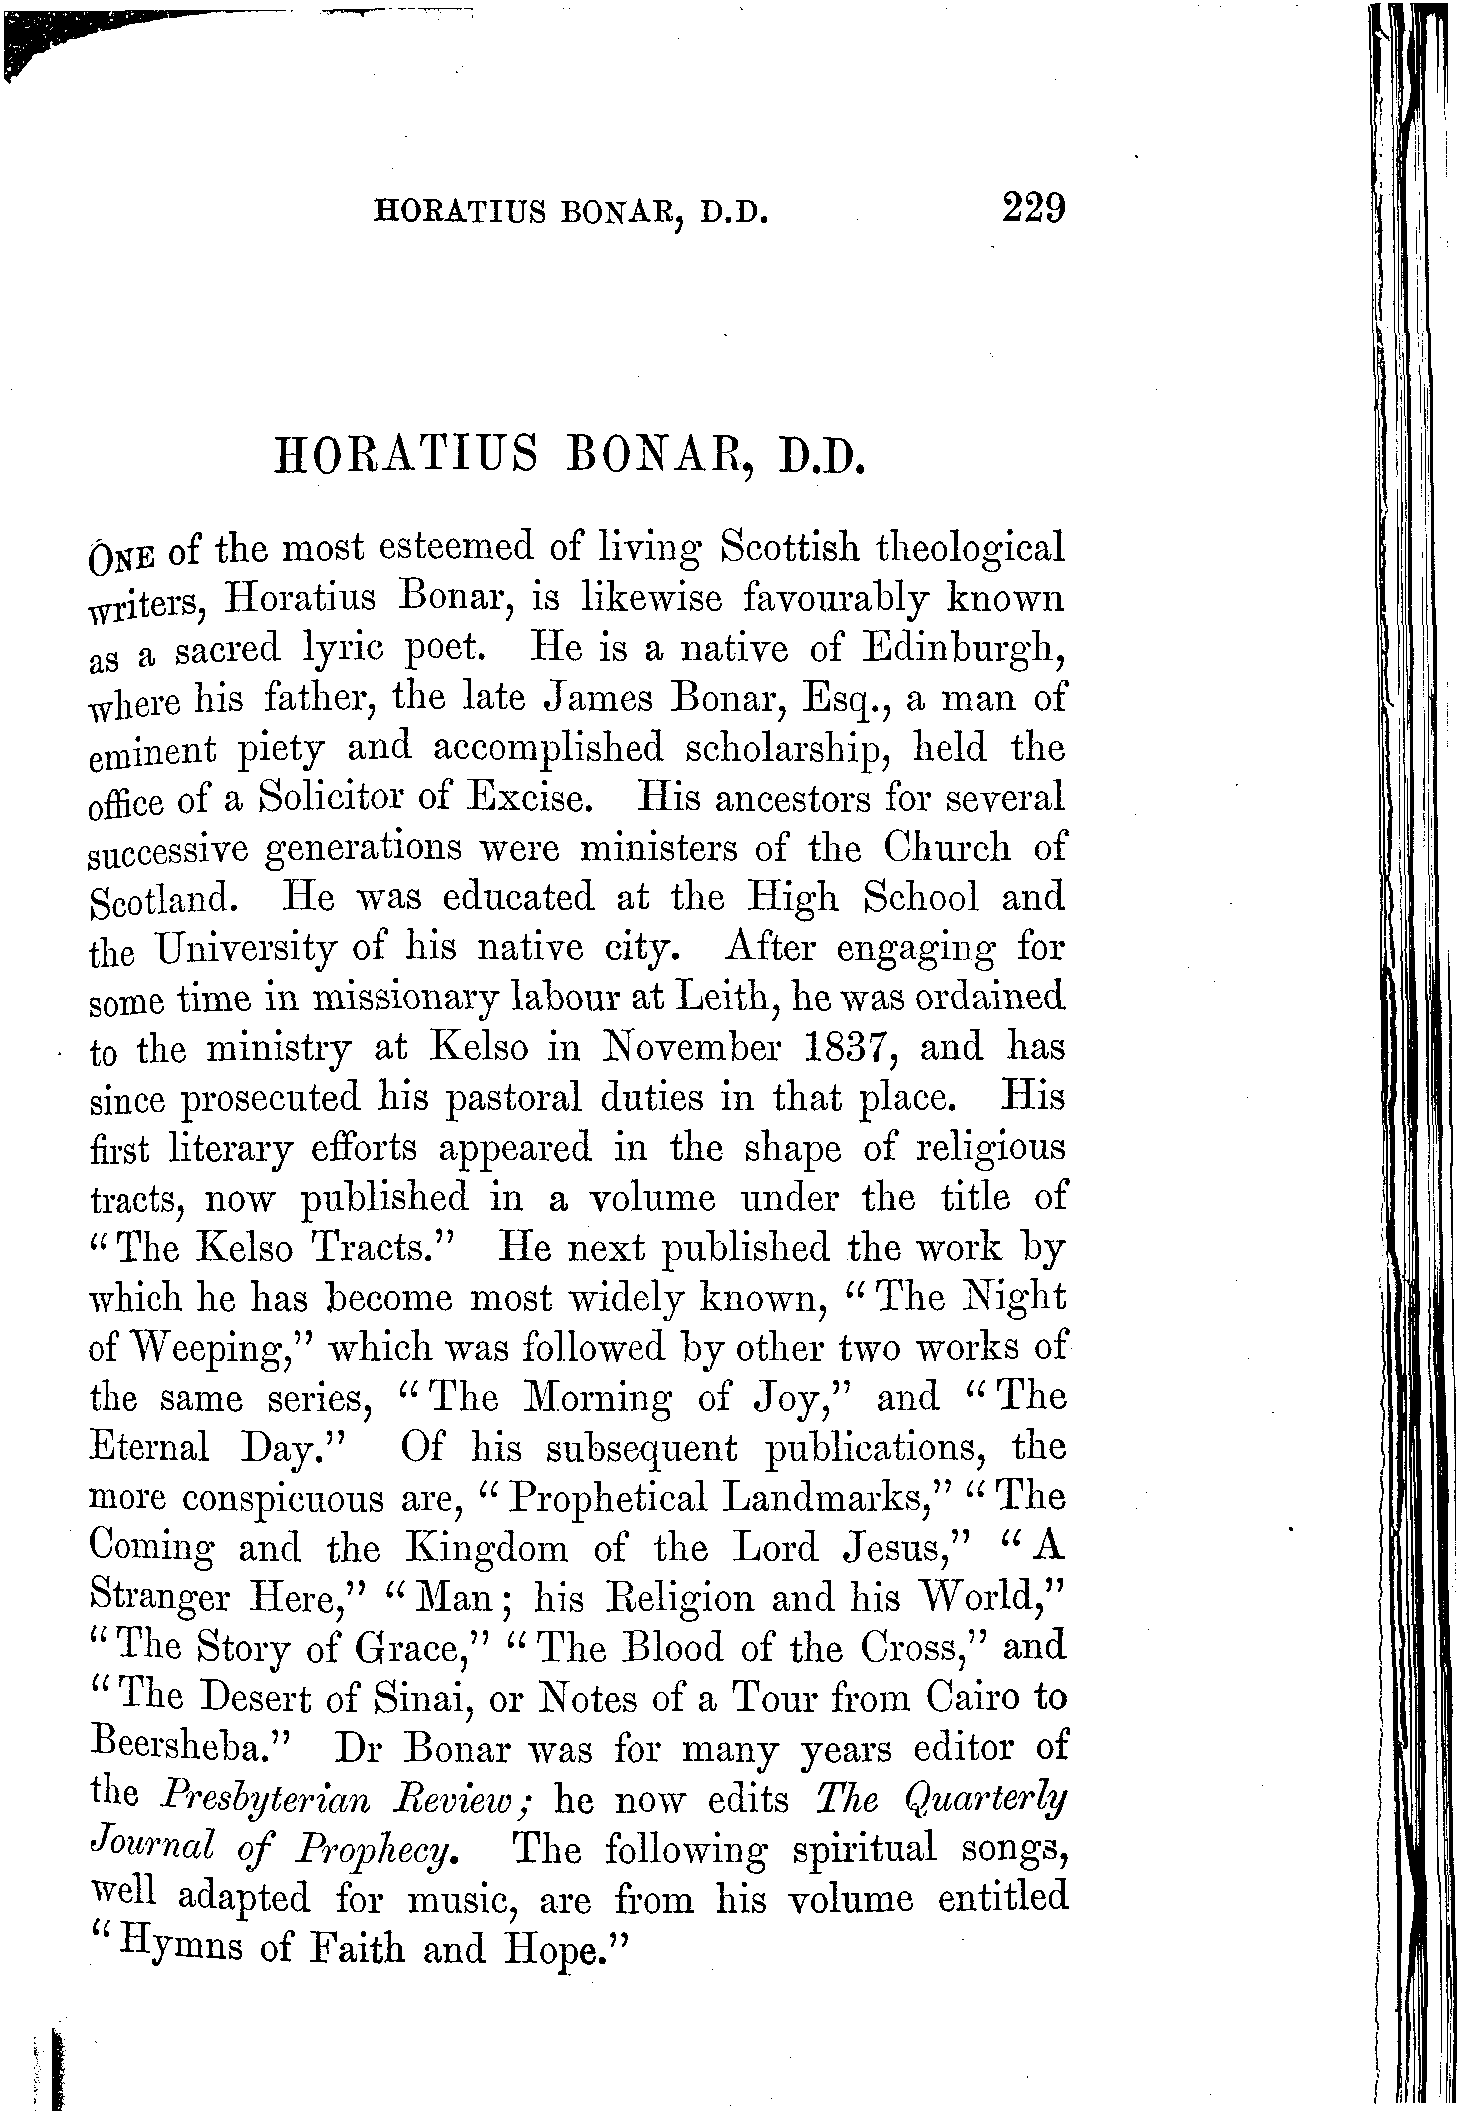 HORATIUS BONAR, D.D. 229
HORATIUS BONAR, D.D.
ONE of the most esteemed of living Scottish theological
writers, Horatius Bonar, is likewise favourably known
as a sacred lyric poet. He is a native of Edinburgh,
where his father, the late James Bonar, Esq., a man of
eminent piety and accomplished scholarship, held the
office of a Solicitor of Excise. His ancestors for several
successive generations were ministers of the Church of
Scotland. He was educated at the High School and
the University of his native city. After engaging for
some time in missionary labour at Leith, he was ordained
to the ministry at Kelso in November 1837, and has
since prosecuted his pastoral duties in that place. His
first literary efforts appeared in the shape of religious
tracts, now published in a volume under the title of
"The Kelso Tracts." He next published the work by
which he has become most widely known, "The Night
of Weeping," which was followed by other two works of
the same series, "The Morning of Joy," and "The
Eternal Day." Of his subsequent publications, the
more conspicuous are, "Prophetical Landmarks," "The
Coming and the Kingdom of the Lord Jesus," "A
Stranger Here," "Man; his Religion and his World,"
"The Story of Grace," "The Blood of the Cross," and
"The Desert of Sinai, or Notes of a Tour from Cairo to
Beersheba." Dr Bonar was for many years editor of
the Presbyterian Review; he now edits The Quarterly
Journal of Prophecy. The following spiritual songs,
well adapted for music, are from his volume entitled
"Hymns of Faith and Hope."